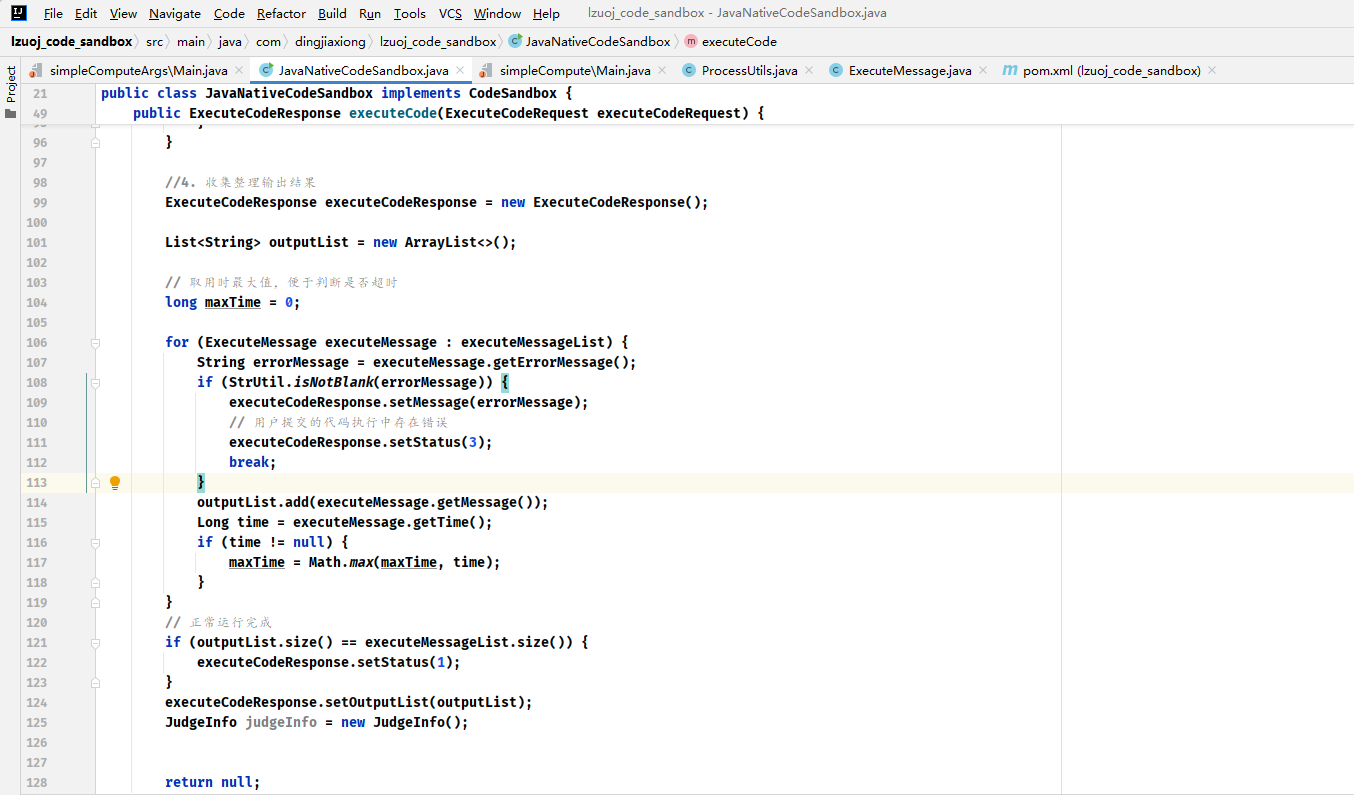 File Edit View Navigate Code Refactor Build Run Tools VCS Window Help lzuoj_code_sandbox - JavaNativeCodeSandbox.java
lzuoj_code_sandbox src main java com dingjiaxiong lzuoj_code_sandbox JavaNativeCodeSandbox executeCode
Project
simpleComputeArgs\Main.java JavaNativeCodeSandbox.java simpleCompute\Main.java ProcessUtils.java ExecuteMessage.java pom.xml (lzuoj_code_sandbox)
21 public class JavaNativeCodeSandbox implements CodeSandbox {
49 public ExecuteCodeResponse executeCode(ExecuteCodeRequest executeCodeRequest) {
96 }
97
98 //4. 收集整理输出结果
99 ExecuteCodeResponse executeCodeResponse = new ExecuteCodeResponse();
100
101 List<String> outputList = new ArrayList<>();
102
103 // 取用时最大值，便于判断是否超时
104 long maxTime = 0;
105
106 for (ExecuteMessage executeMessage : executeMessageList) {
107 String errorMessage = executeMessage.getErrorMessage();
108 if (StrUtil.isNotBlank(errorMessage)) {
109 executeCodeResponse.setMessage(errorMessage);
110 // 用户提交的代码执行中存在错误
111 executeCodeResponse.setStatus(3);
112 break;
113 }
114 outputList.add(executeMessage.getMessage());
115 Long time = executeMessage.getTime();
116 if (time != null) {
117 maxTime = Math.max(maxTime, time);
118 }
119 }
120 // 正常运行完成
121 if (outputList.size() == executeMessageList.size()) {
122 executeCodeResponse.setStatus(1);
123 }
124 executeCodeResponse.setOutputList(outputList);
125 JudgeInfo judgeInfo = new JudgeInfo();
126
127
128 return null;